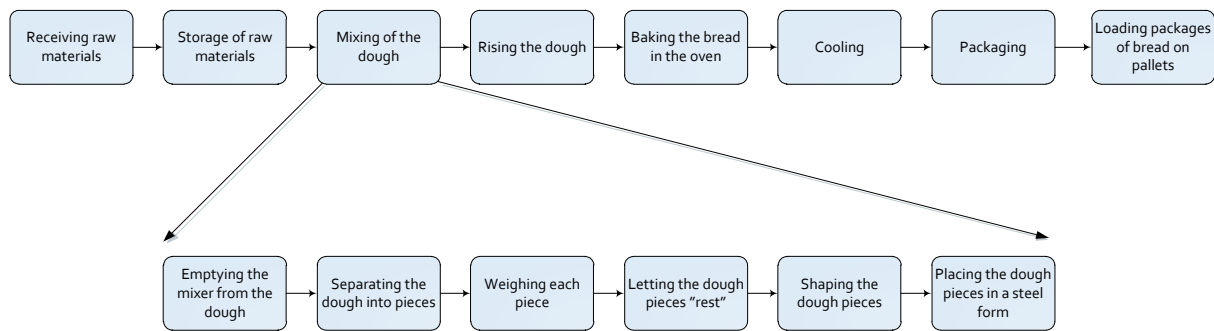 Receiving raw
materials
Storage of raw
materials
Mixing of the
dough
Rising the dough
Baking the bread
in the oven
Cooling
Packaging
Loading packages
of bread on
pallets
Emptying the
mixer from the
dough
Separating the
dough into pieces
Weighing each
piece
Letting the dough
pieces “rest”
Shaping the
dough pieces
Placing the dough
pieces in a steel
form